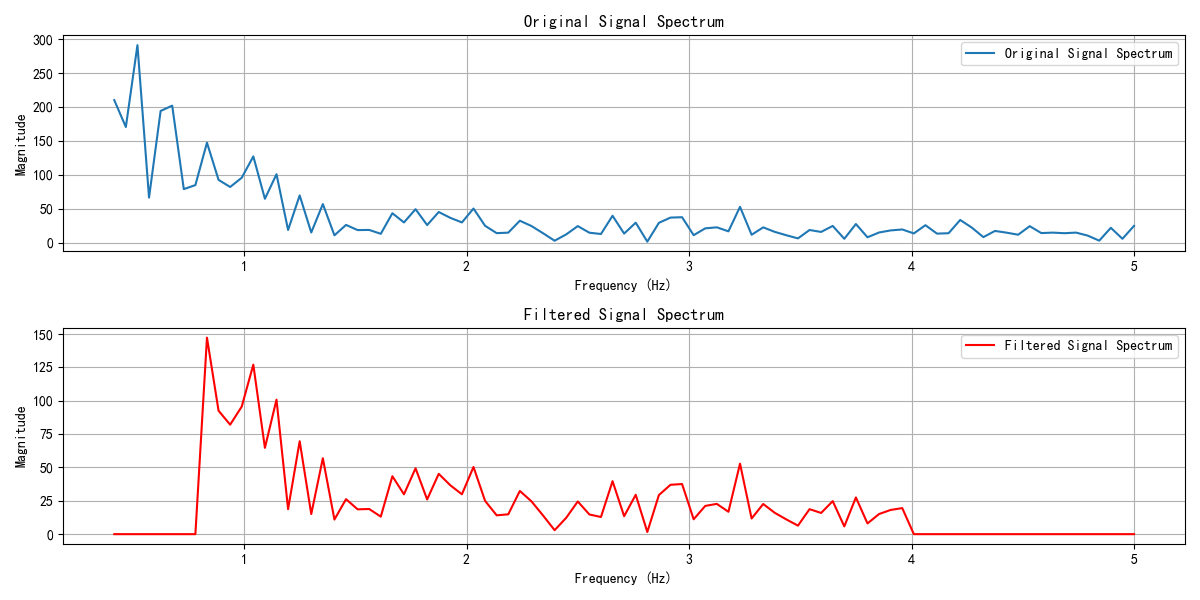 Original Signal Spectrum
300
250
200
150
100
50
0
Magnitude
Original Signal Spectrum
1 2 3 4 5
Frequency (Hz)
Filtered Signal Spectrum
150
125
100
75
50
25
0
Magnitude
Filtered Signal Spectrum
1 2 3 4 5
Frequency (Hz)